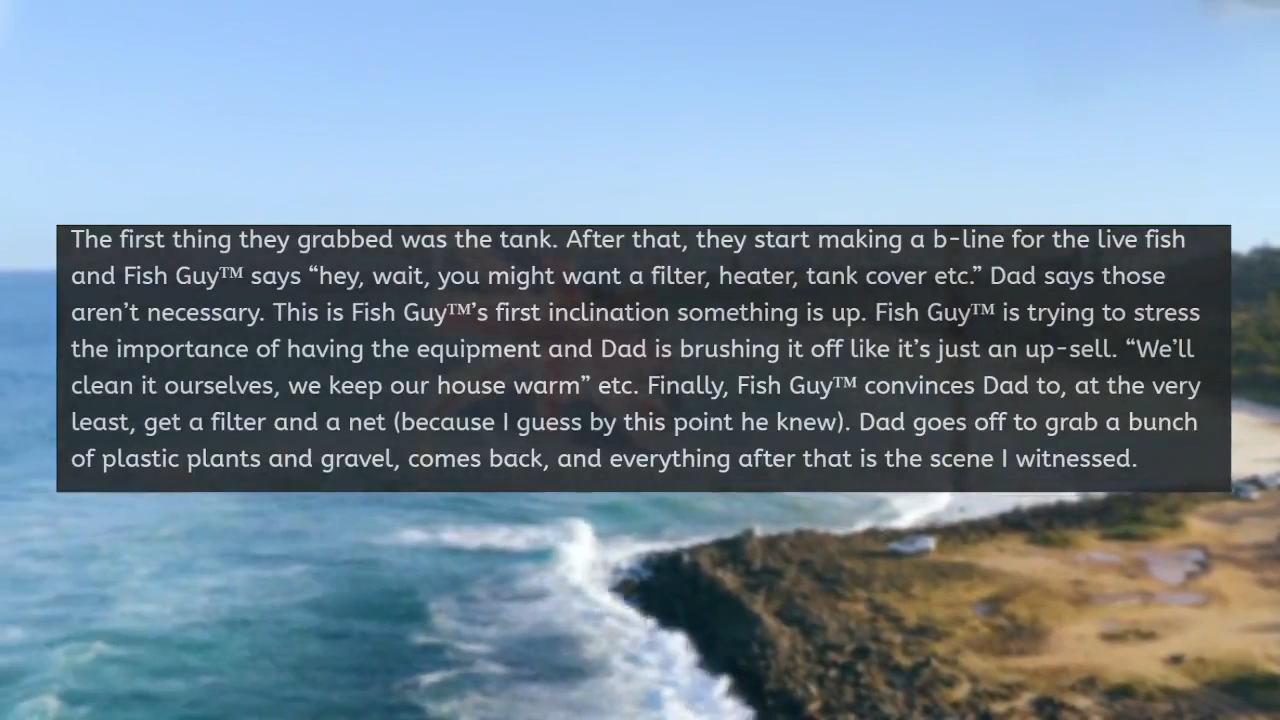 The first thing they grabbed was the tank. After that, they start making a b-line for the live fish
and Fish Guy™ says “hey, wait, you might want a filter, heater, tank cover etc.” Dad says those
aren’t necessary. This is Fish Guy™’s first inclination something is up. Fish Guy™ is trying to stress
the importance of having the equipment and Dad is brushing it off like it’s just an up-sell. “We’ll
clean it ourselves, we keep our house warm” etc. Finally, Fish Guy™ convinces Dad to, at the very
least, get a filter and a net (because I guess by this point he knew). Dad goes off to grab a bunch
of plastic plants and gravel, comes back, and everything after that is the scene I witnessed.